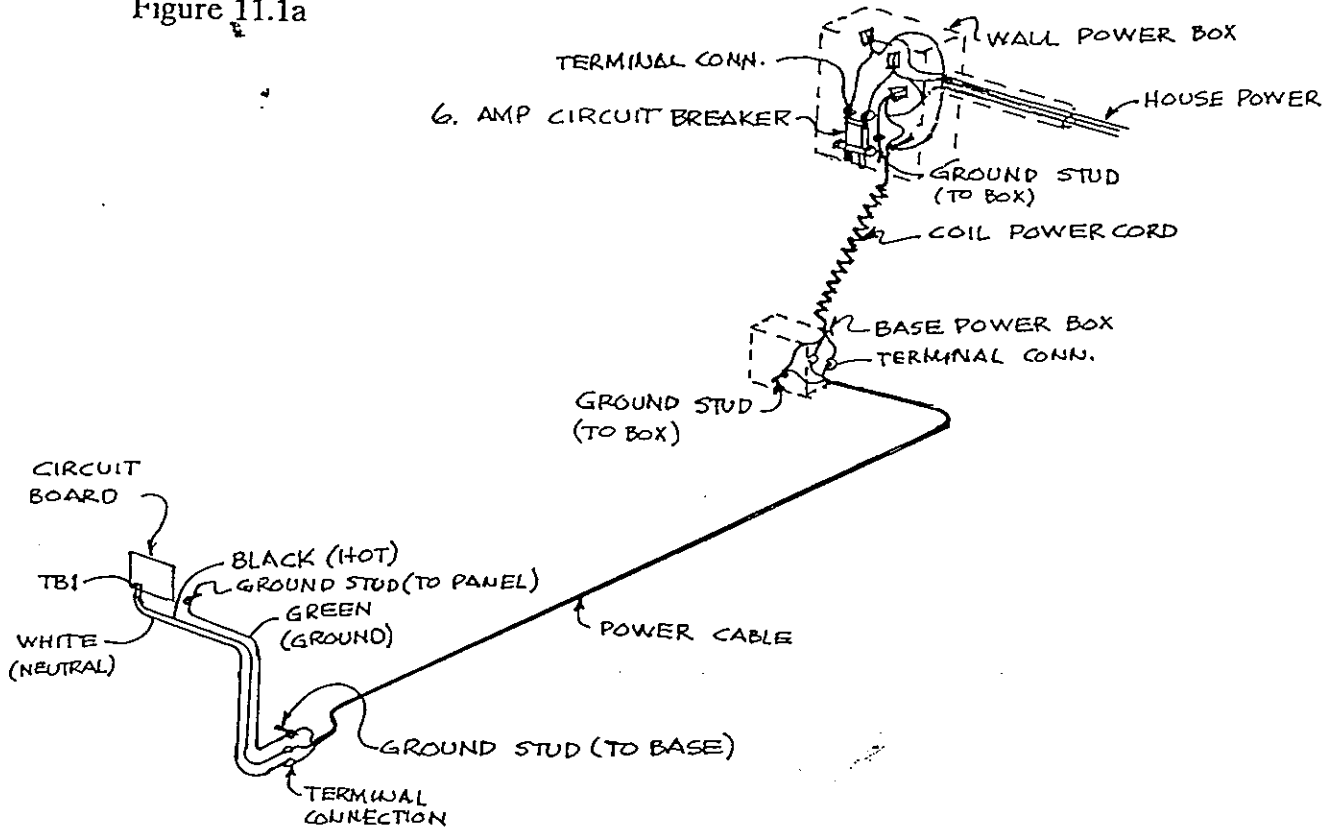 Figure 11.1a
WALL POWER BOX
TERMINAL CONN.
HOUSE POWER
6. AMP CIRCUIT BREAKER
GROUND STUD
(TO BOX)
COIL POWER CORD
BASE POWER BOX
TERMINAL CONN.
GROUND STUD
(TO BOX)
CIRCUIT
BOARD
BLACK (HOT)
TB1
GROUND STUD (TO PANEL)
GREEN
(GROUND)
WHITE
(NEUTRAL)
POWER CABLE
GROUND STUD (TO BASE)
TERMINAL
CONNECTION